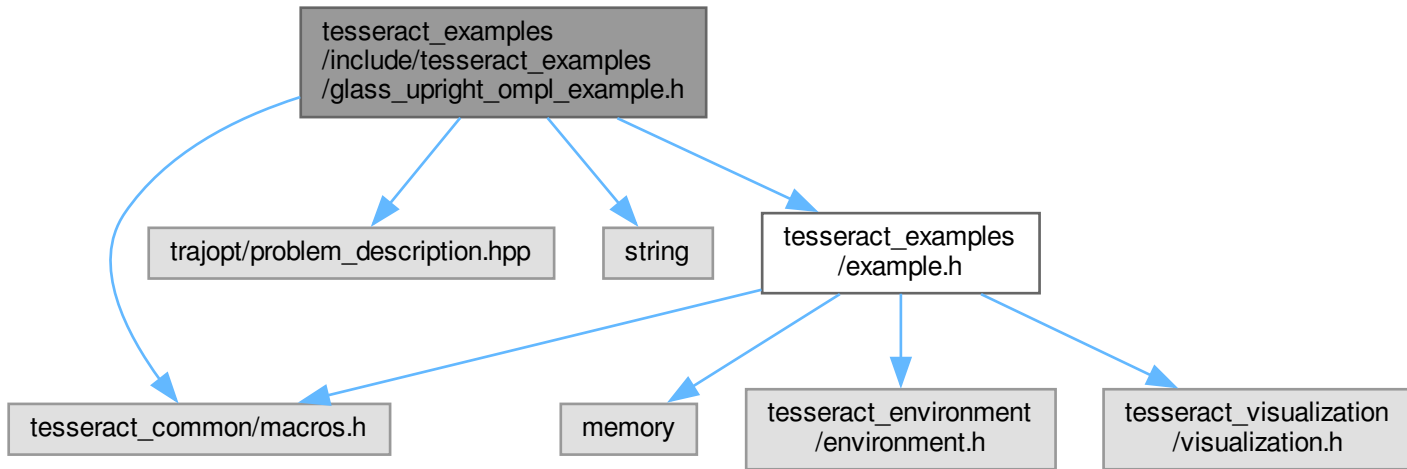 tesseract_examples
/include/tesseract_examples
/glass_upright_ompl_example.h
trajopt/problem_description.hpp
string
tesseract_examples
/example.h
tesseract_common/macros.h
memory
tesseract_environment
/environment.h
tesseract_visualization
/visualization.h